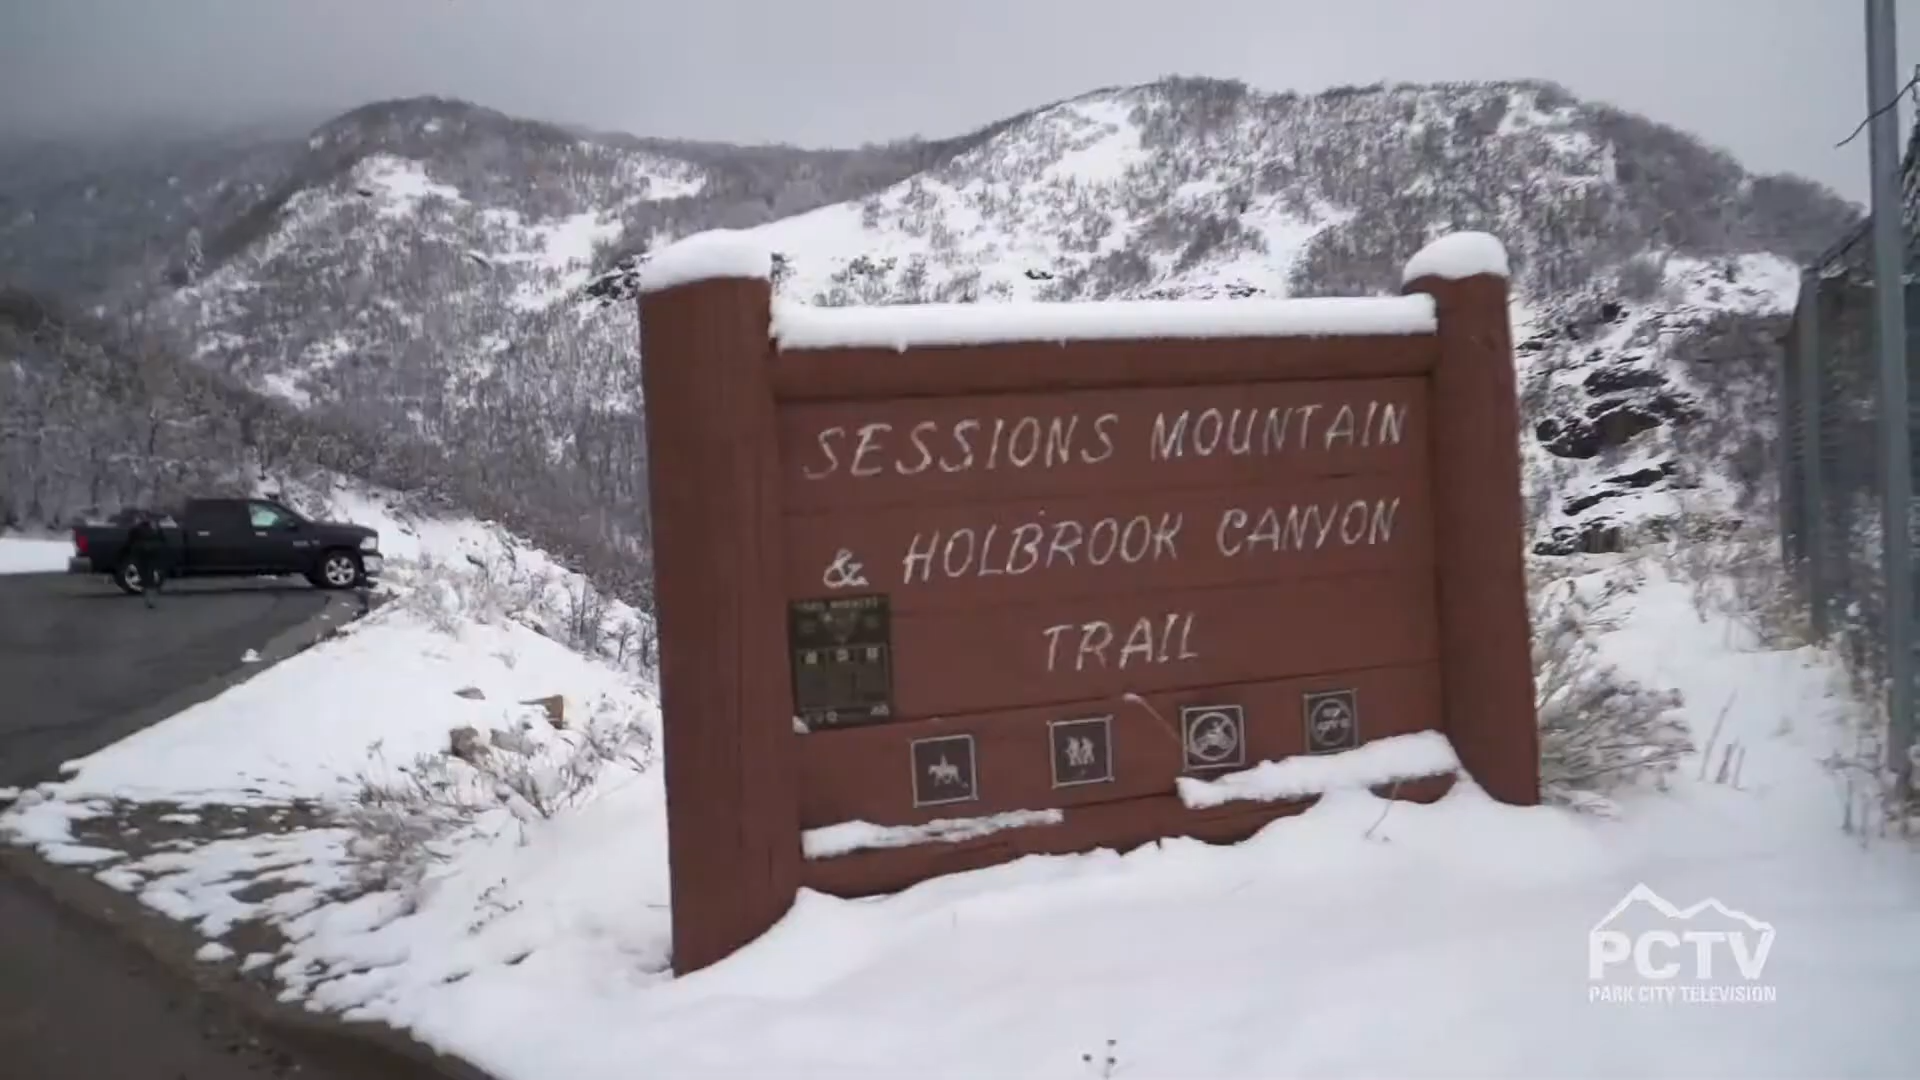 SESSIONS MOUNTAIN
& HOLBROOK CANYON
TRAIL
PCTV
PARK CITY TELEVISION